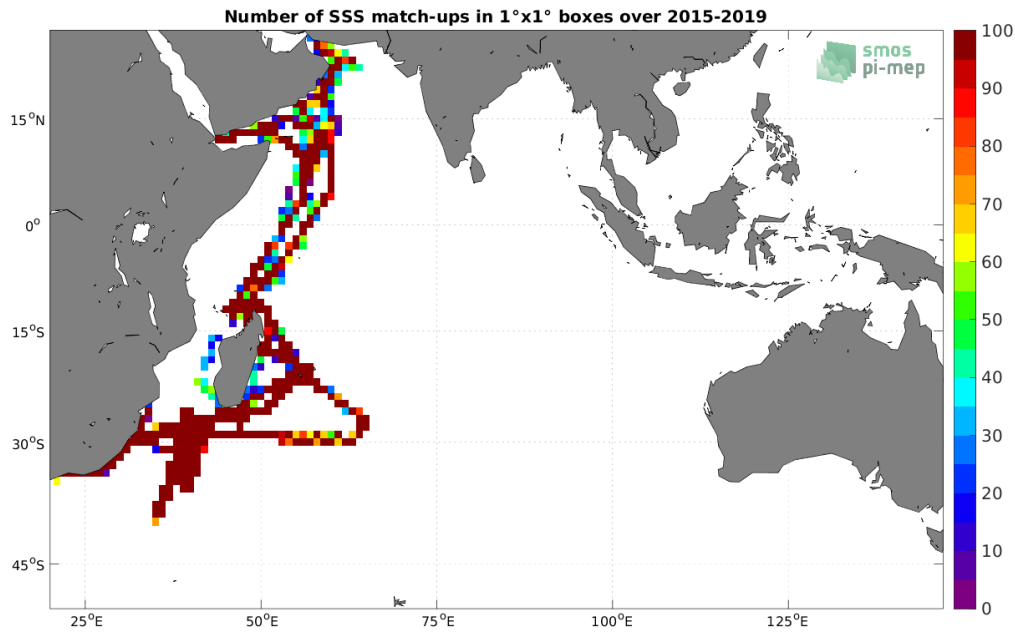 Number of SSS match-ups in 1°x1° boxes over 2015-2019
smos
pi-mep
100
90
80
70
60
50
40
30
20
10
0
15°N
0°
15°S
30°S
45°S
25°E
50°E
75°E
100°E
125°E